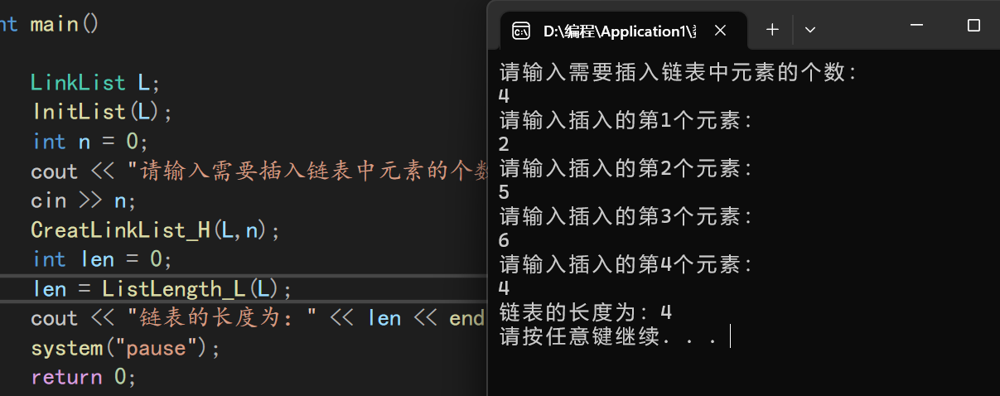 nt main()
LinkList L;
InitList(L);
int n = 0;
cout << "请输入需要插入链表中元素的个数
cin >> n;
CreatLinkList_H(L,n);
int len = 0;
len = ListLength_L(L);
cout << "链表的长度为：" << len << end
system("pause");
return 0;
D:\编程\Application1\
请输入需要插入链表中元素的个数：
4
请输入插入的第1个元素：
2
请输入插入的第2个元素：
5
请输入插入的第3个元素：
6
请输入插入的第4个元素：
4
链表的长度为：4
请按任意键继续. . .